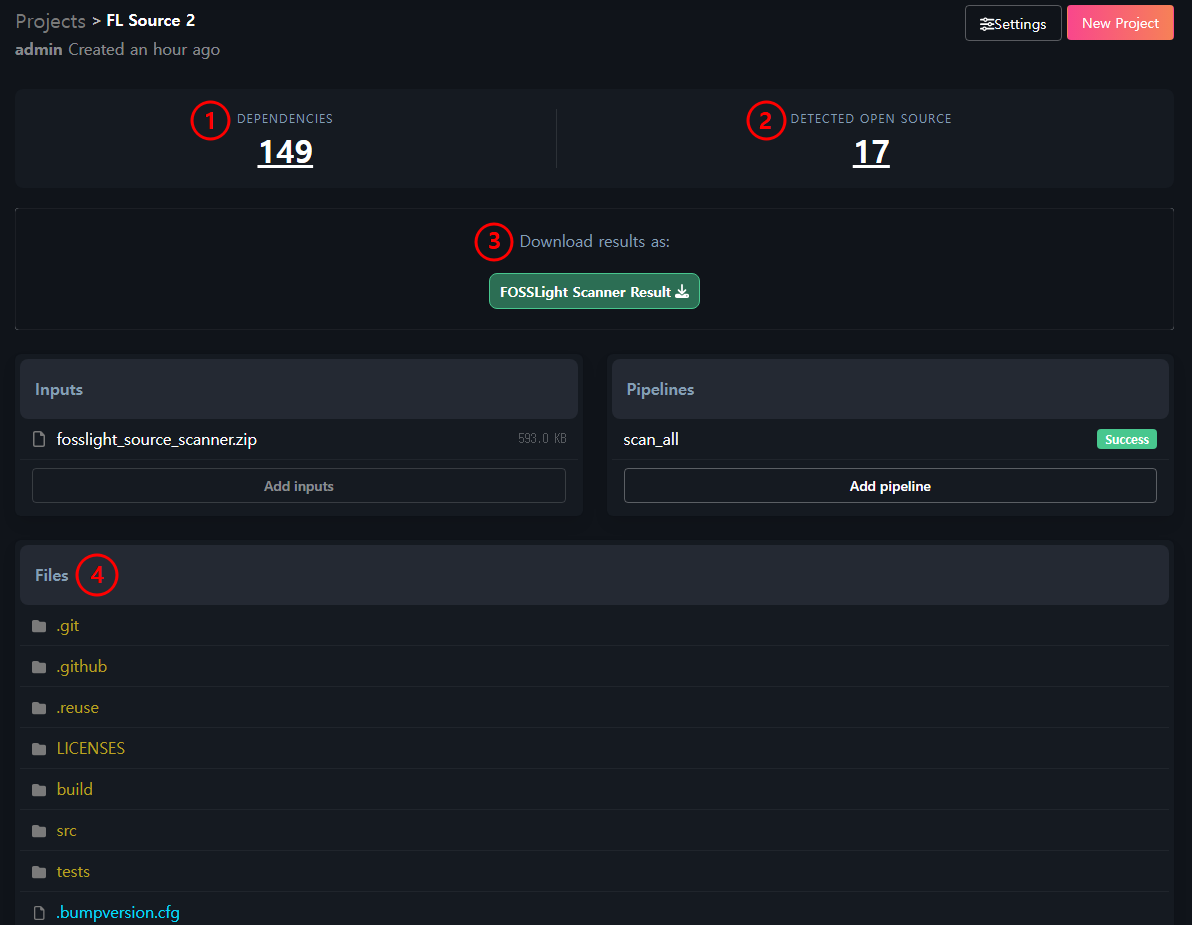 Projects > FL Source 2
Settings
New Project
admin Created an hour ago
1 DEPENDENCIES
149
2 DETECTED OPEN SOURCE
17
3 Download results as:
FOSSLight Scanner Result
Inputs
fosslight_source_scanner.zip 593.0 KB
Add inputs
Pipelines
scan_all Success
Add pipeline
Files 4
.git
.github
.reuse
LICENSES
build
src
tests
.bumpversion.cfg